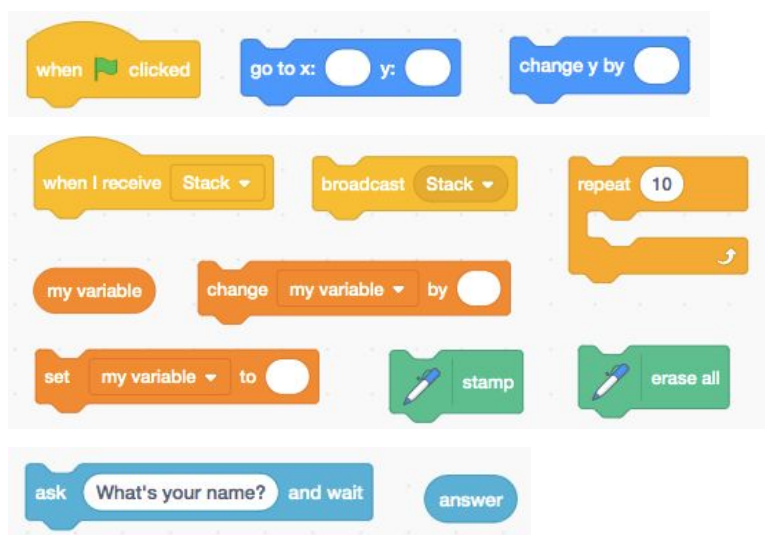 when clicked
go to x: y:
change y by
when I receive Stack
broadcast Stack
repeat 10
my variable
change my variable by
set my variable to
stamp
erase all
ask What's your name? and wait
answer